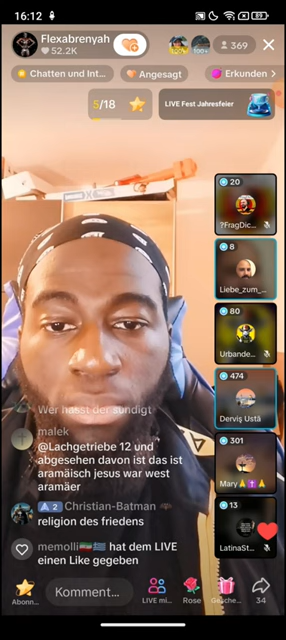 16:12
89
Flexabrenyah
52.2K
100+
369
Chatten und Int...
Angesagt
Erkunden
5/18
LIVE Fest Jahresfeier
20
?FragDic...
8
Liebe_zum_...
80
Urbande...
474
Derviş Ustâ
301
Mary
13
LatinaSt...
Wer hasst der sündigt
malek
@Lachgetriebe 12 und
abgesehen davon ist das ist
aramäisch jesus war west
aramäer
A 2 Christian-Batman
religion des friedens
memolli hat dem LIVE
einen Like gegeben
Abonn...
Kommentar...
LIVE mi...
Rose
Gesche...
34